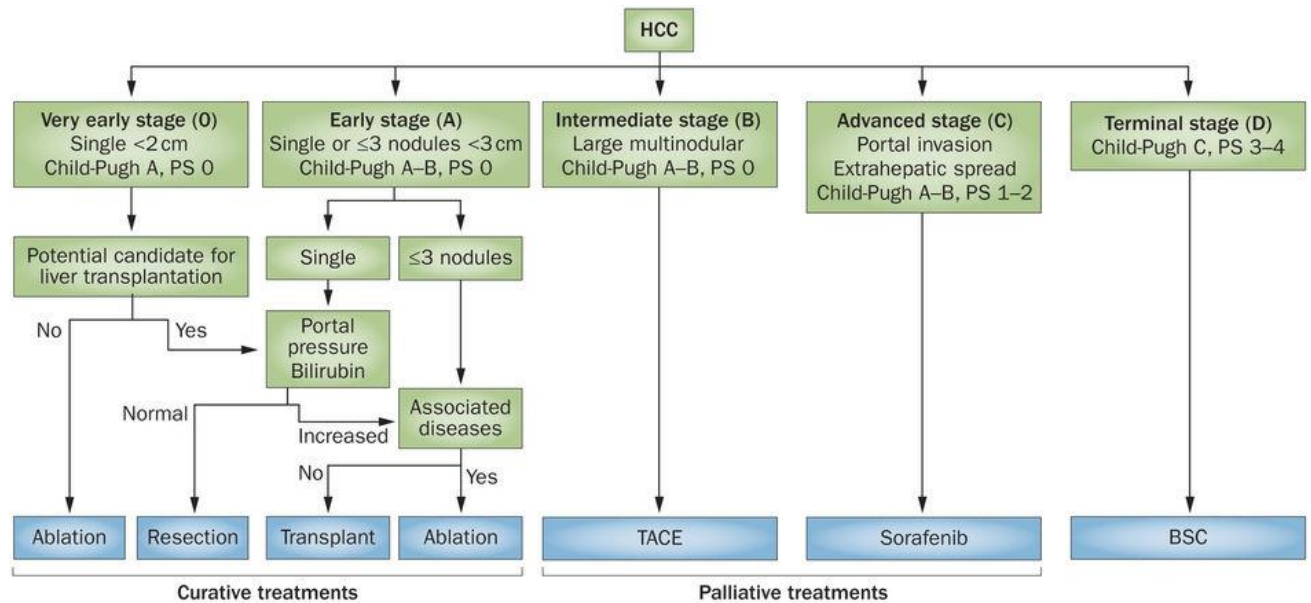 HCC
Very early stage (0)
Single <2 cm
Child-Pugh A, PS 0
Early stage (A)
Single or ≤3 nodules <3 cm
Child-Pugh A–B, PS 0
Intermediate stage (B)
Large multinodular
Child-Pugh A–B, PS 0
Advanced stage (C)
Portal invasion
Extrahepatic spread
Child-Pugh A–B, PS 1–2
Terminal stage (D)
Child-Pugh C, PS 3–4
Potential candidate for
liver transplantation
Single
≤3 nodules
No
Yes
Portal
pressure
Bilirubin
Normal
Increased
Associated
diseases
No
Yes
Ablation
Resection
Transplant
Ablation
TACE
Sorafenib
BSC
Curative treatments
Palliative treatments